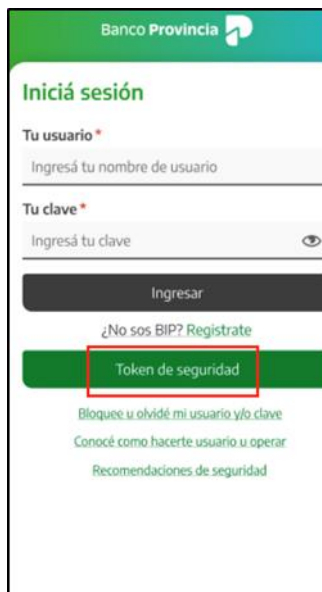 Banco Provincia
Iniciá sesión
Tu usuario *
Ingresá tu nombre de usuario
Tu clave *
Ingresá tu clave
Ingresar
¿No sos BIP? Registrate
Token de seguridad
Bloquee u olvidé mi usuario y/o clave
Conocé como hacerte usuario u operar
Recomendaciones de seguridad